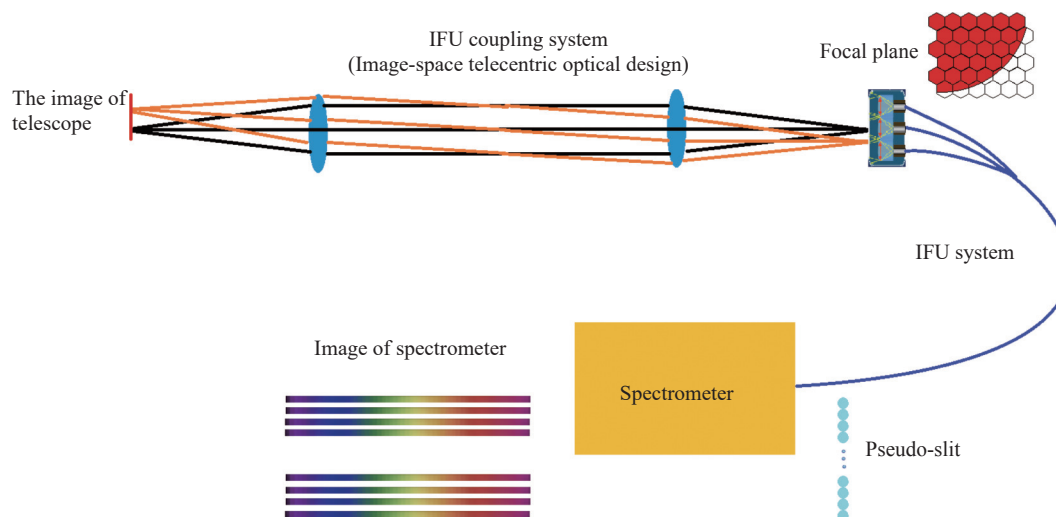 IFU coupling system
(Image-space telecentric optical design)
Focal plane
The image of
telescope
IFU system
Image of spectrometer
Spectrometer
Pseudo-slit